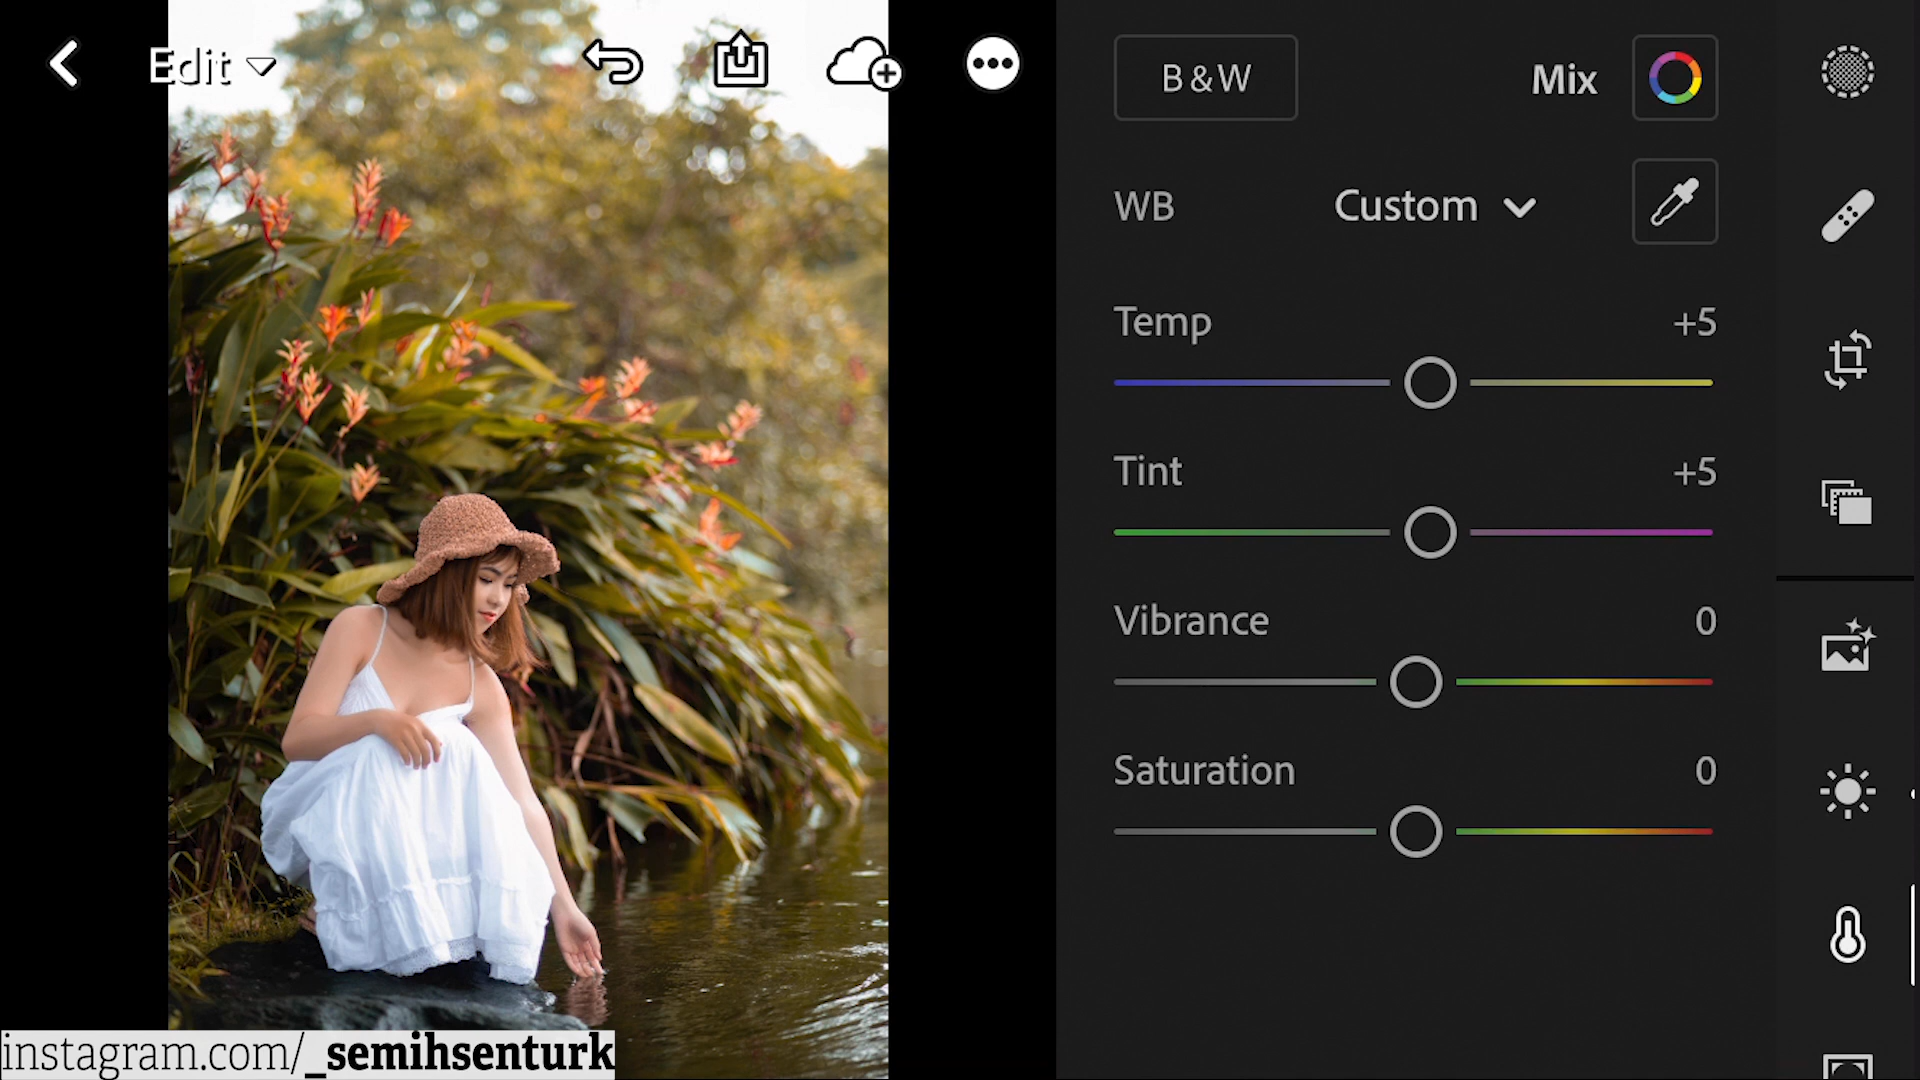 Edit
B&W
Mix
WB
Custom
Temp
+5
Tint
+5
Vibrance
0
Saturation
0
instagram.com/_semihsenturk